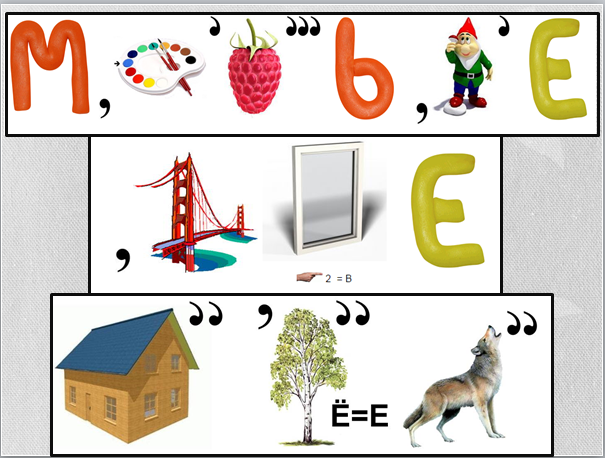 М , , ,,, ь , , Е
, Е
2 = В
,, , ,, Ё=Е ,,